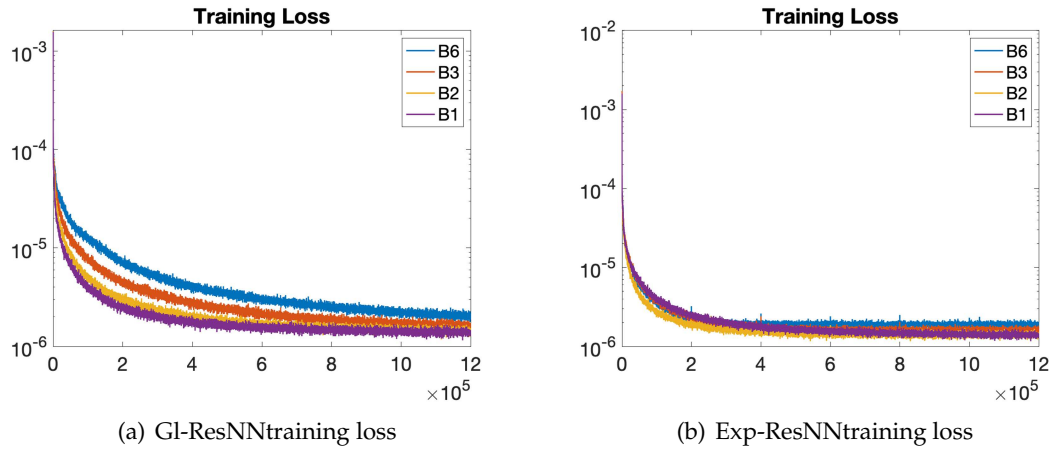 Training Loss
10^-3
10^-4
10^-5
10^-6
B6
B3
B2
B1
0 2 4 6 8 10 12
×10^5
(a) Gl-ResNNtraining loss
Training Loss
10^-2
10^-3
10^-4
10^-5
10^-6
B6
B3
B2
B1
0 2 4 6 8 10 12
×10^5
(b) Exp-ResNNtraining loss